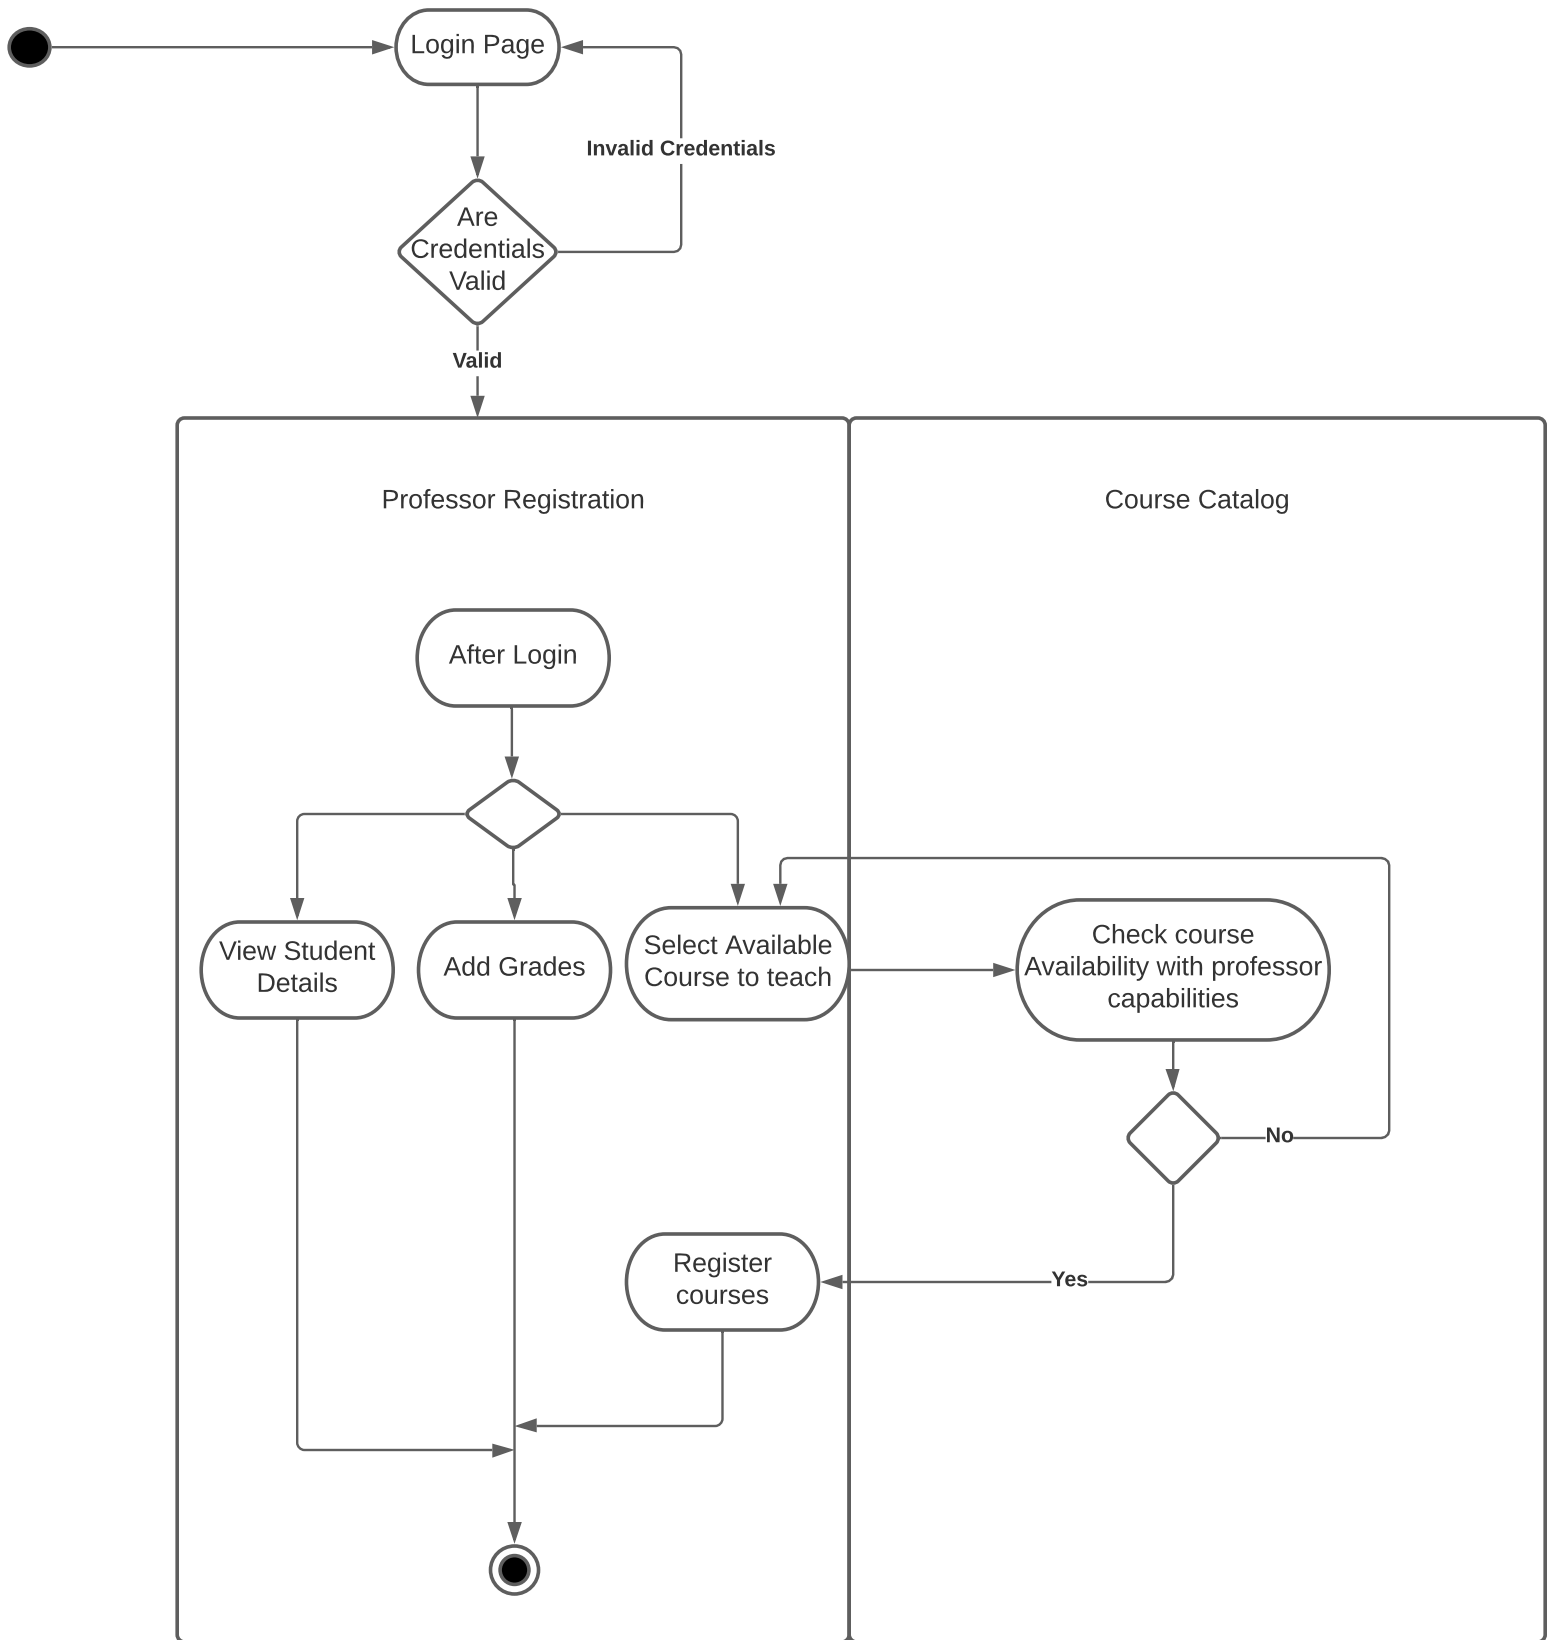 Login Page
Invalid Credentials
Are
Credentials
Valid
Valid
Professor Registration
Course Catalog
After Login
View Student
Details
Add Grades
Select Available
Course to teach
Check course
Availability with professor
capabilities
No
Yes
Register
courses